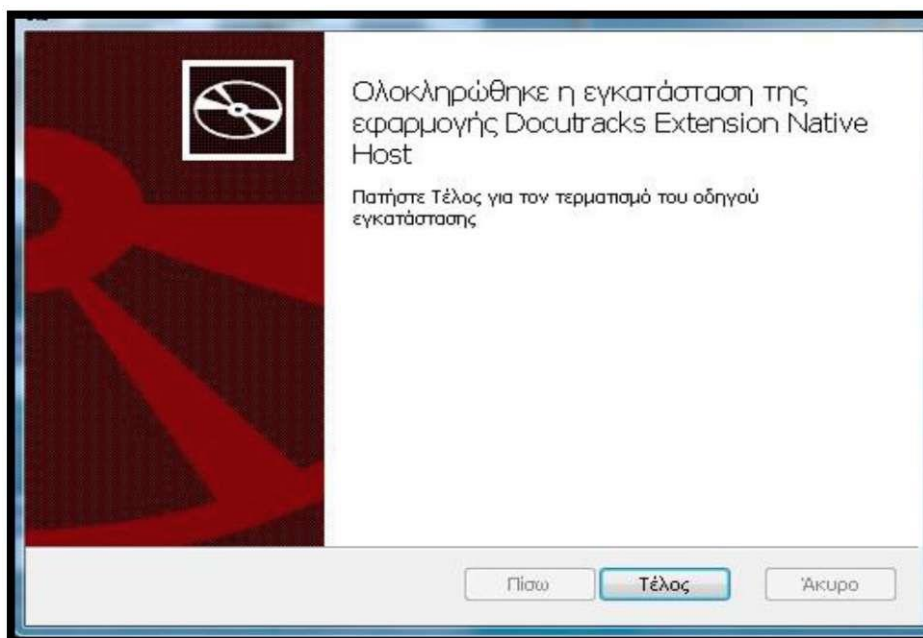 Ολοκληρώθηκε η εγκατάσταση της
εφαρμογής Docutracks Extension Native
Host
Πατήστε Τέλος για τον τερματισμό του οδηγού
εγκατάστασης
Πίσω
Τέλος
Άκυρο